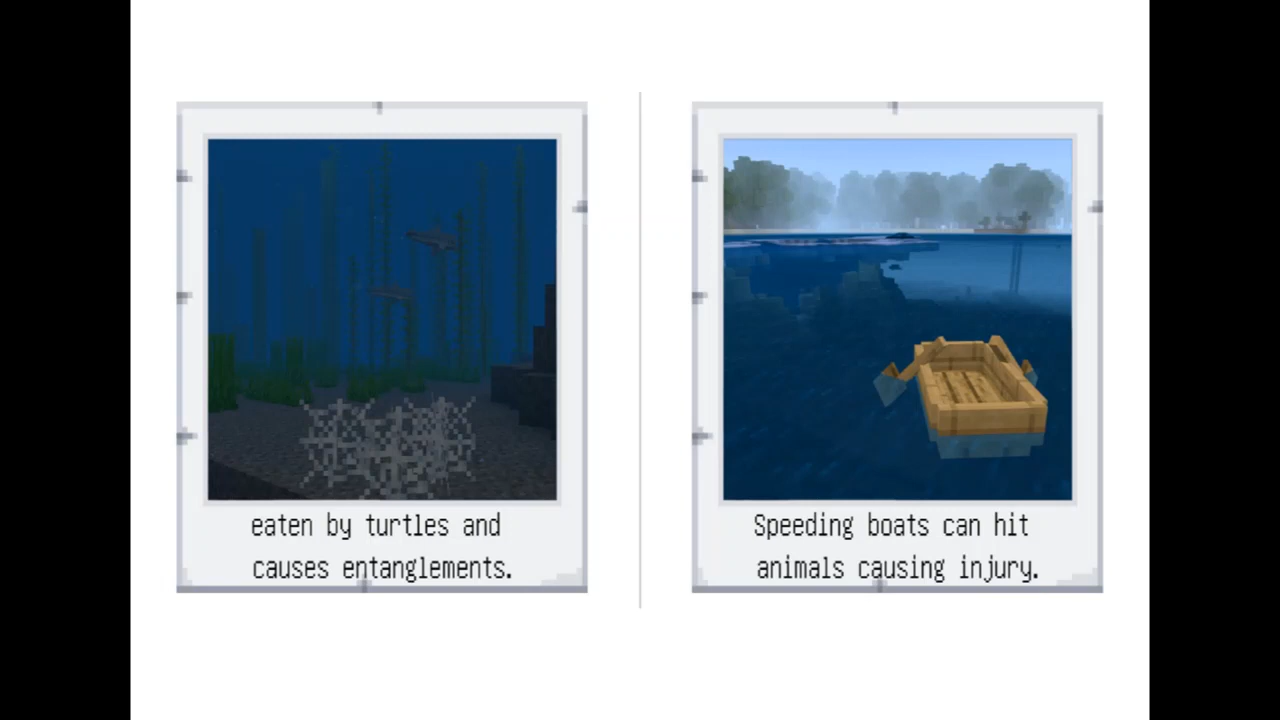 eaten by turtles and
causes entanglements.
Speeding boats can hit
animals causing injury.